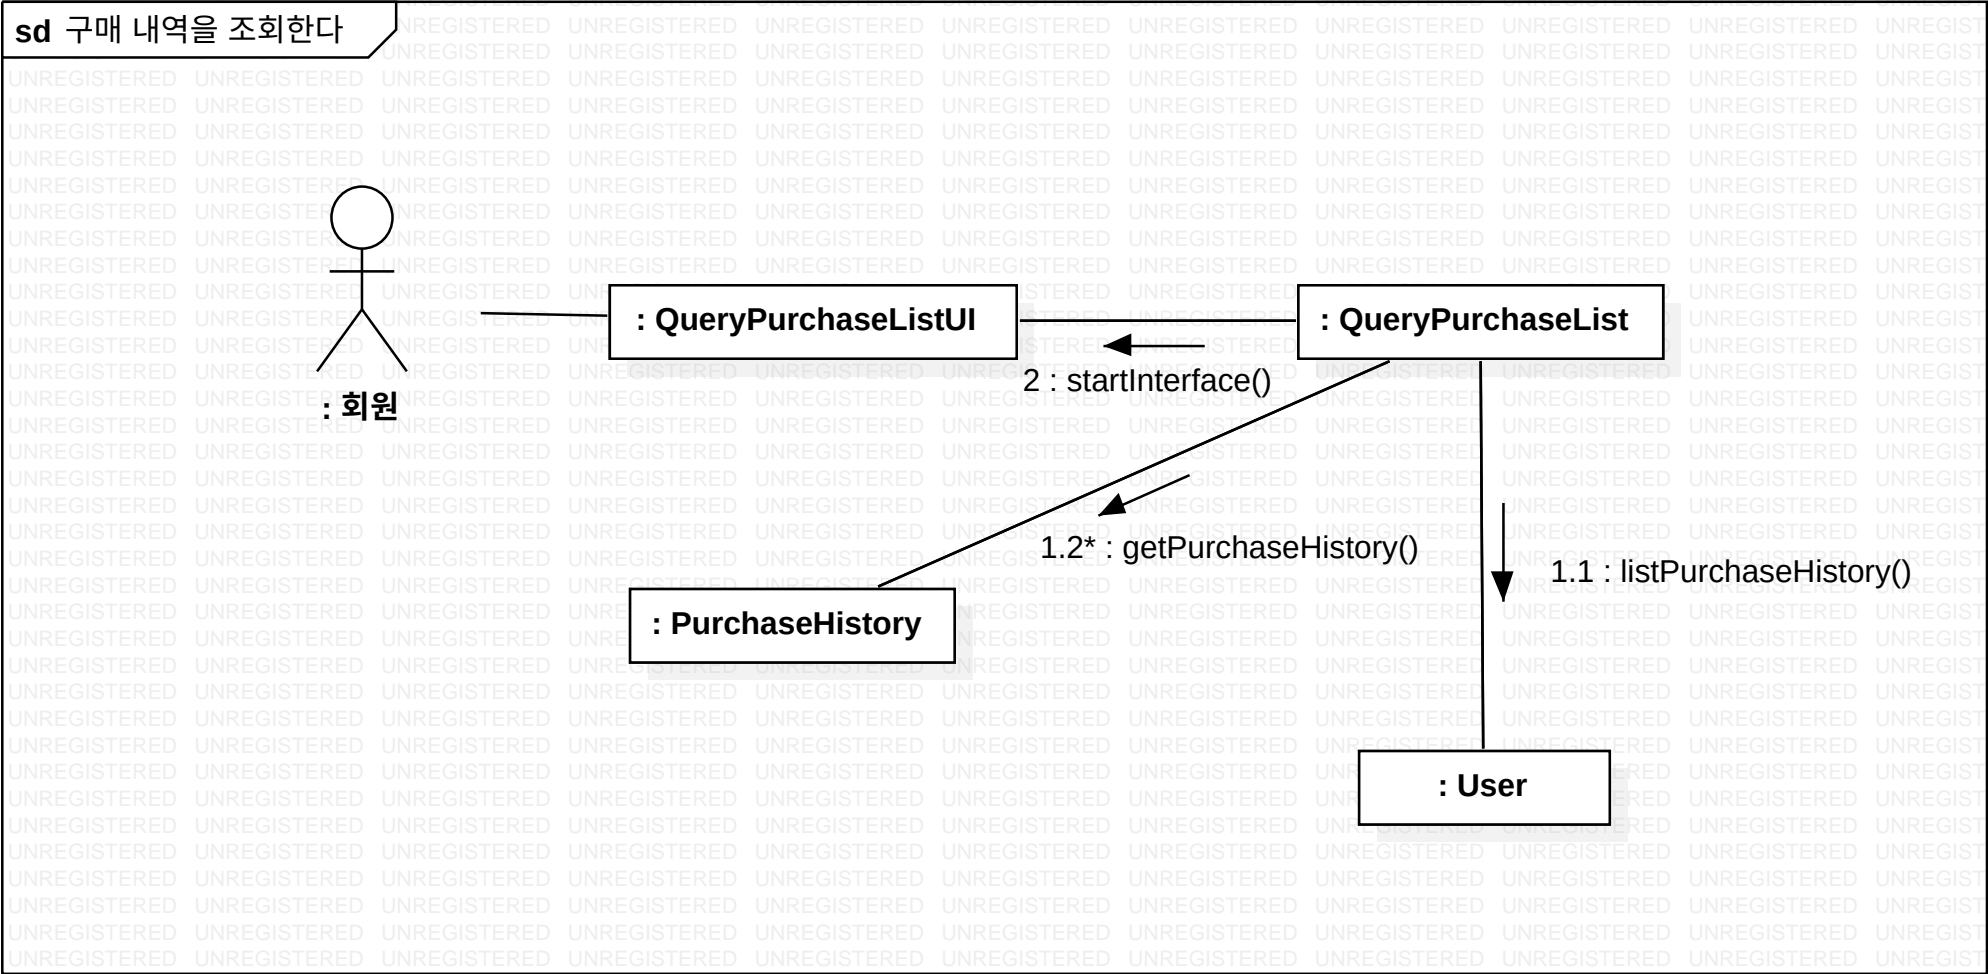 sd 구매 내역을 조회한다
: 회원
: QueryPurchaseListUI
: QueryPurchaseList
2 : startInterface()
1.2* : getPurchaseHistory()
1.1 : listPurchaseHistory()
: PurchaseHistory
: User
UNREGISTERED